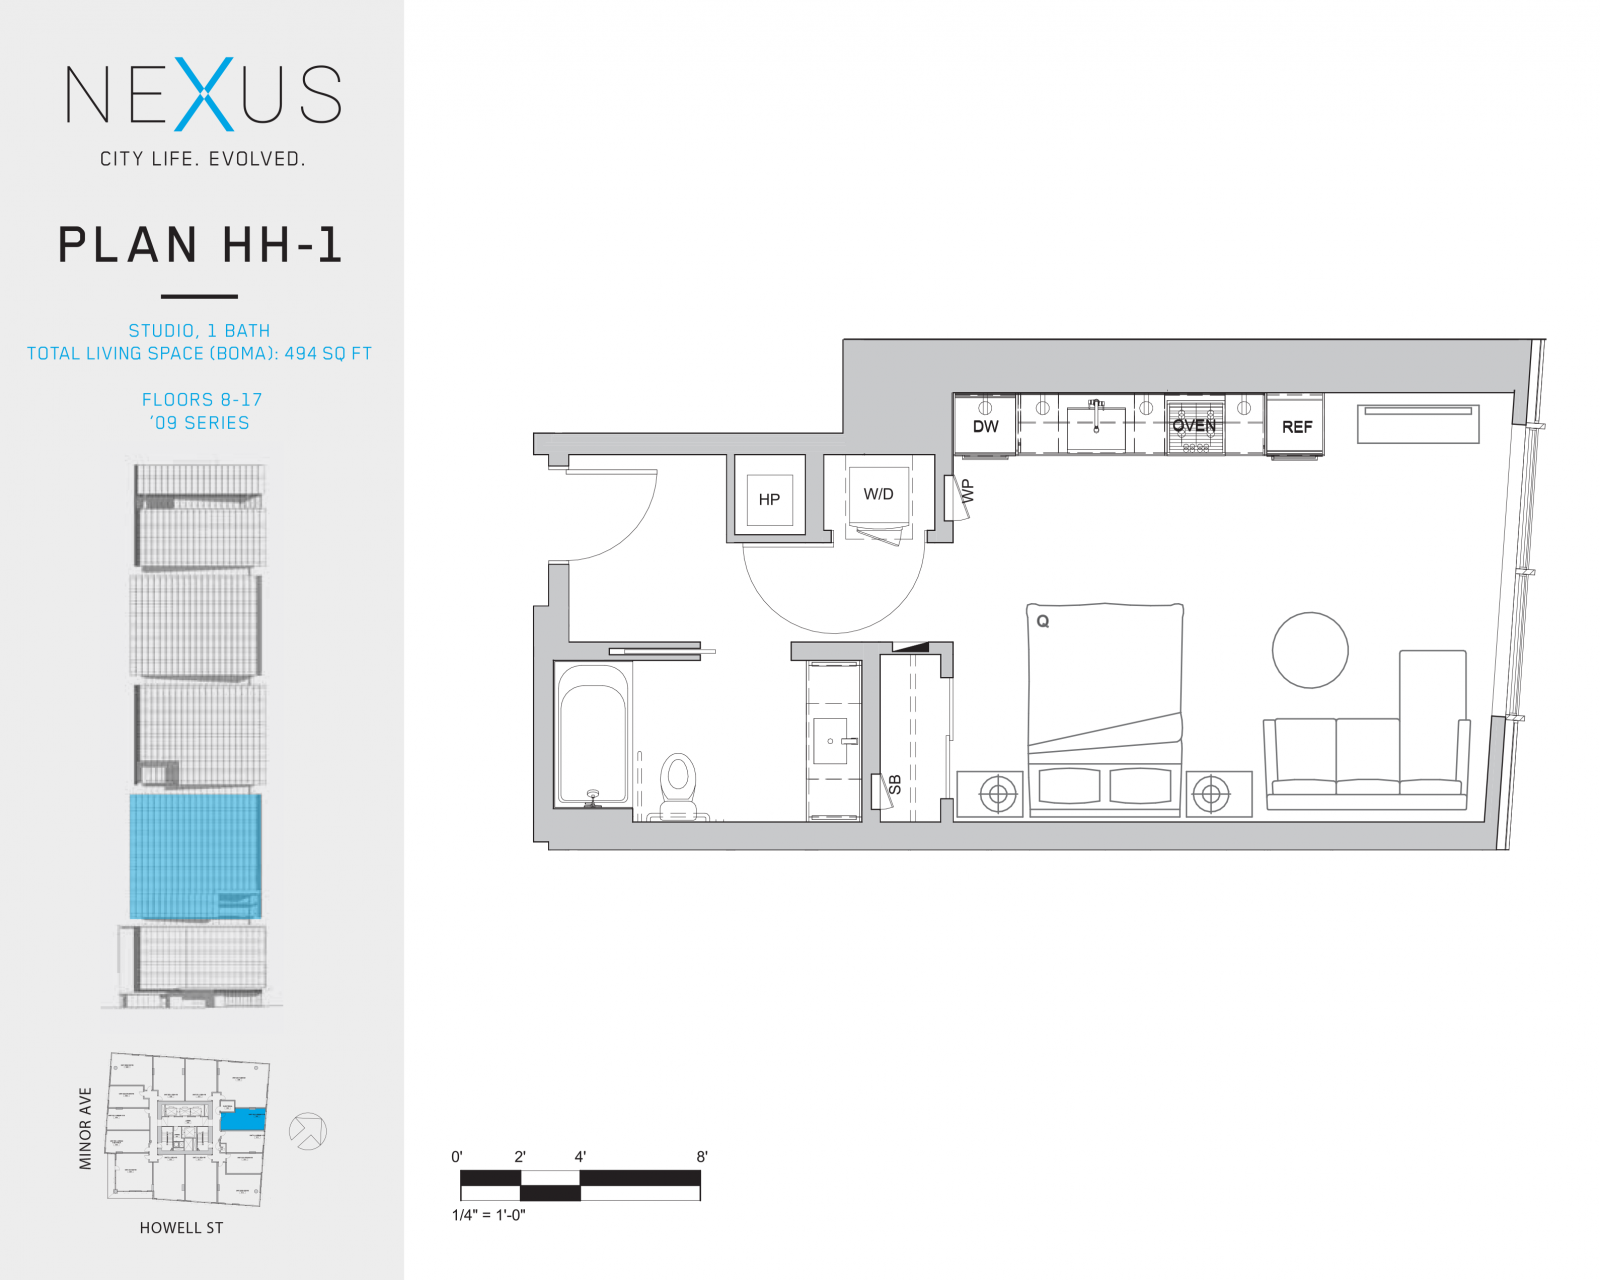 NEXUS
CITY LIFE. EVOLVED.
PLAN HH-1
STUDIO, 1 BATH
TOTAL LIVING SPACE (BOMA): 494 SQ FT
FLOORS 8-17
‘09 SERIES
MINOR AVE
HOWELL ST
DW
OVEN
REF
HP
W/D
WP
Q
SB
0' 2' 4' 8'
1/4" = 1'-0"